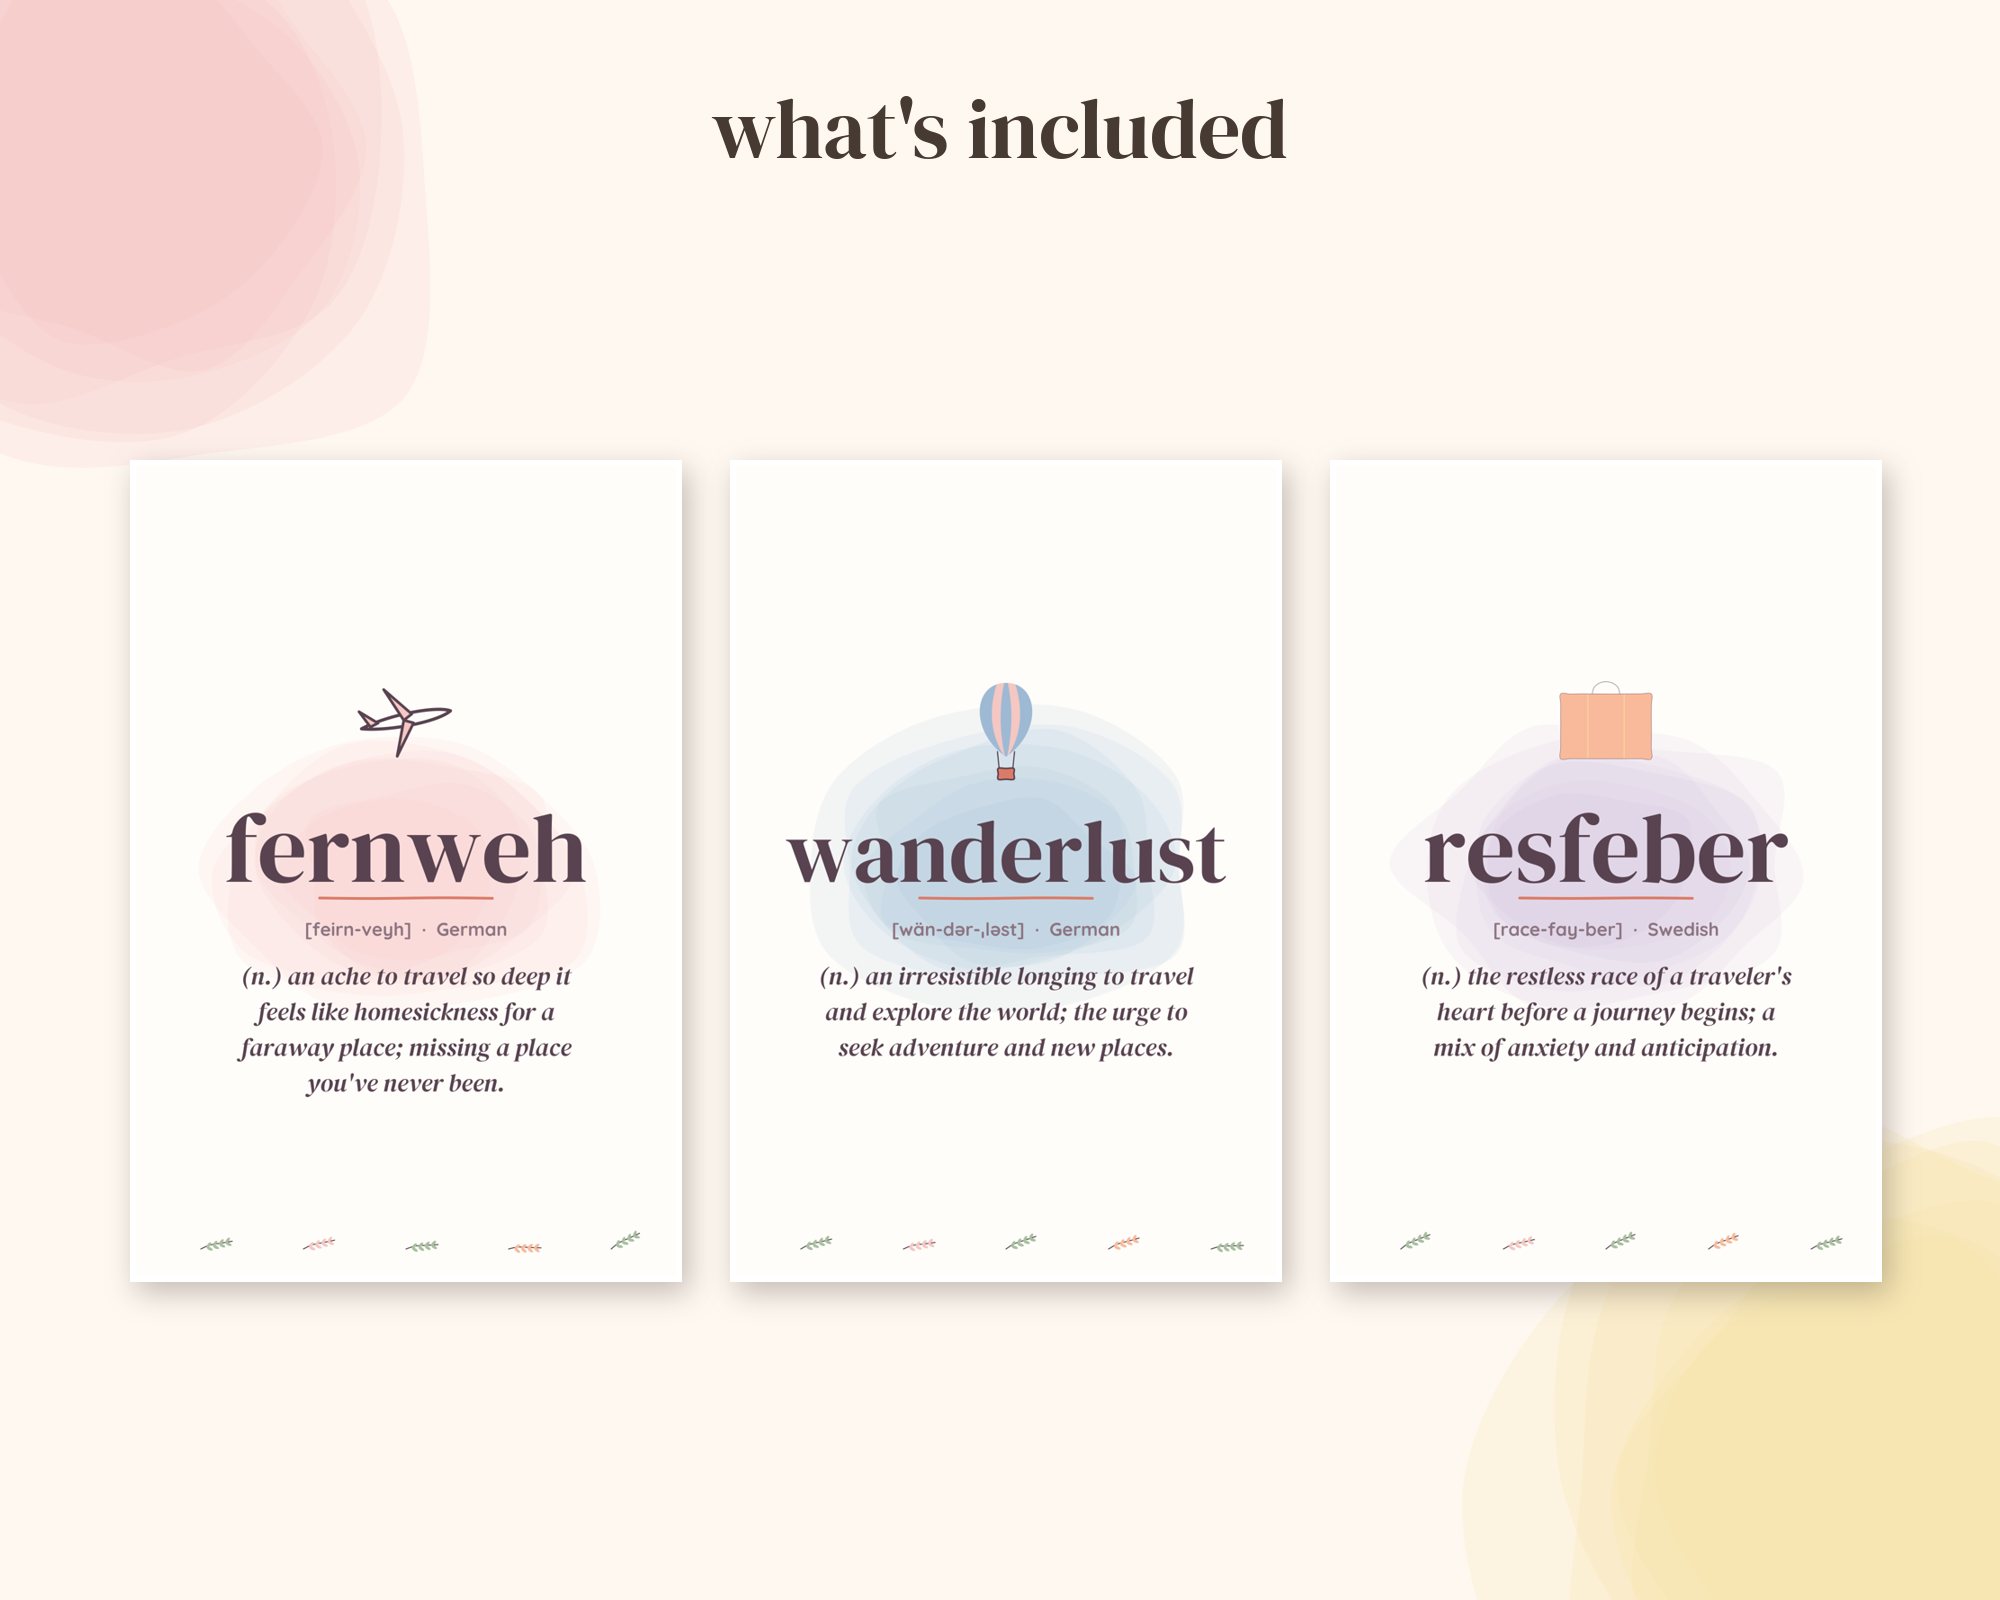 what's included
fernweh
[feirn-veyh] · German
(n.) an ache to travel so deep it
feels like homesickness for a
faraway place; missing a place
you've never been.
wanderlust
[wän-dər-ˌləst] · German
(n.) an irresistible longing to travel
and explore the world; the urge to
seek adventure and new places.
resfeber
[race-fay-ber] · Swedish
(n.) the restless race of a traveler's
heart before a journey begins; a
mix of anxiety and anticipation.